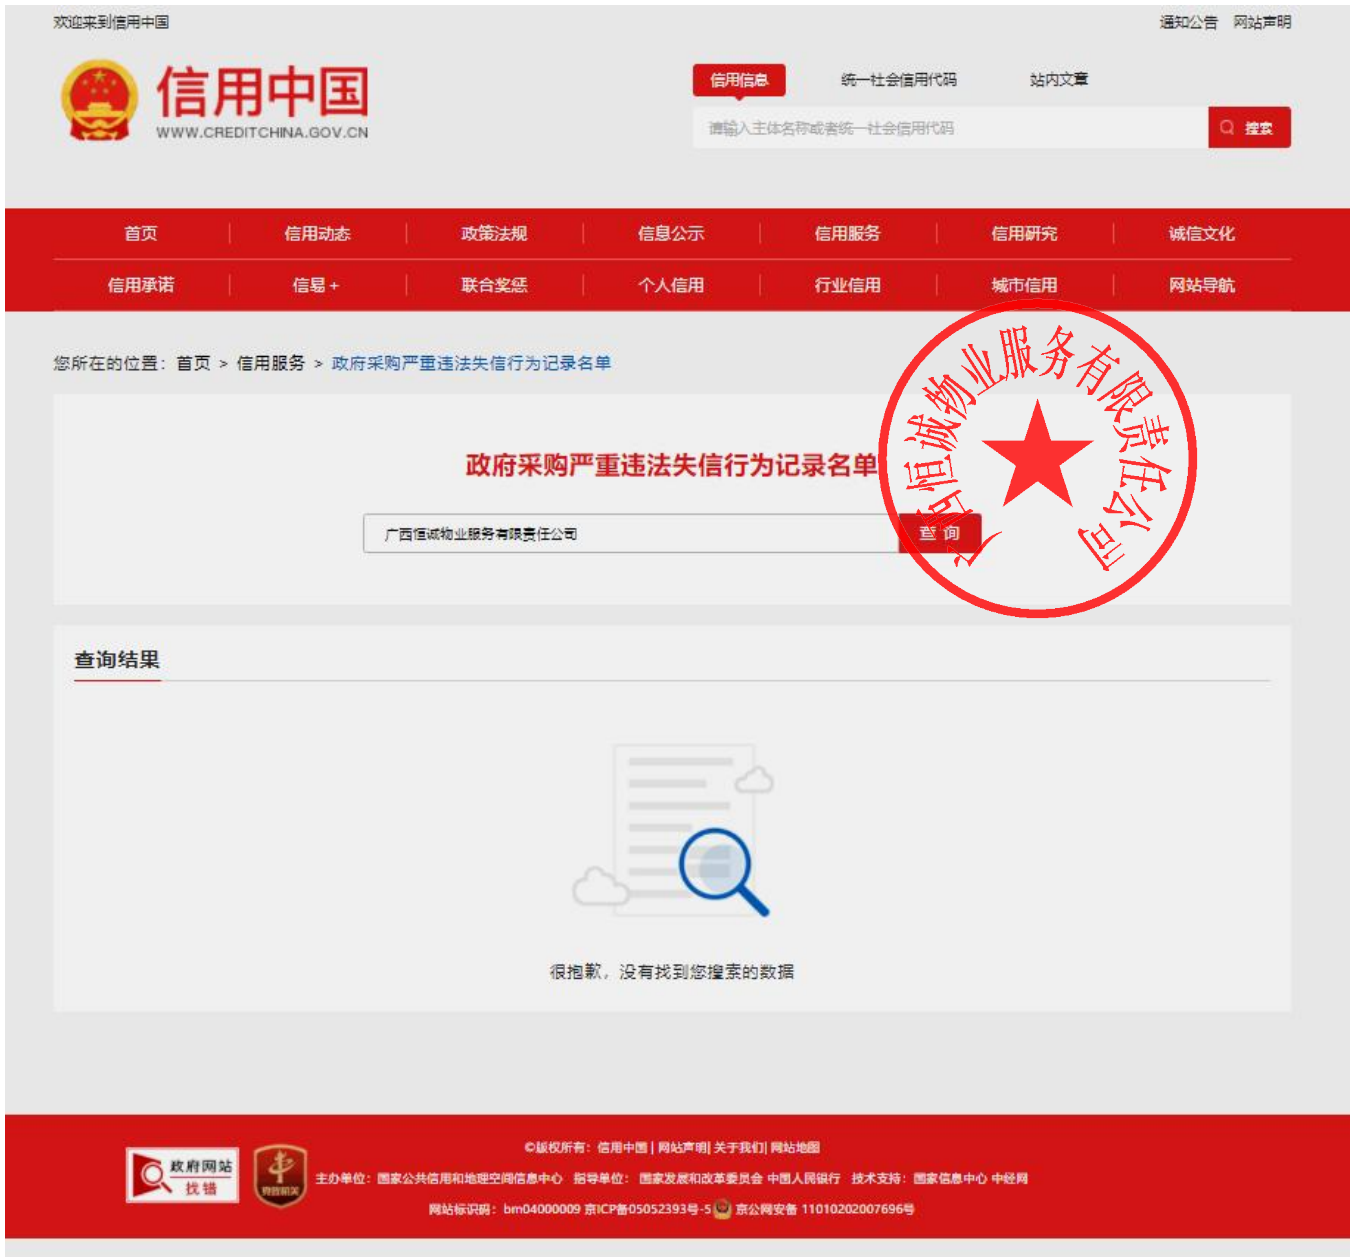 欢迎来到信用中国 通知公告 网站声明
信用中国
WWW.CREDITCHINA.GOV.CN
信用信息 统一社会信用代码 站内文章
请输入主体名称或者统一社会信用代码 搜索
首页 信用动态 政策法规 信息公示 信用服务 信用研究 诚信文化
信用承诺 信易+ 联合奖惩 个人信用 行业信用 城市信用 网站导航
您所在的位置：首页 > 信用服务 > 政府采购严重违法失信行为记录名单
政府采购严重违法失信行为记录名单
广西恒诚物业服务有限责任公司 查询
广西恒诚物业服务有限责任公司
查询结果
很抱歉，没有找到您搜索的数据
©版权所有：信用中国 | 网站声明| 关于我们| 网站地图
政府网站
找错
党政机关
主办单位：国家公共信用和地理空间信息中心 指导单位：国家发展和改革委员会 中国人民银行 技术支持：国家信息中心 中经网
网站标识码：bm04000009 京ICP备05052393号-5 京公网安备 11010202007696号